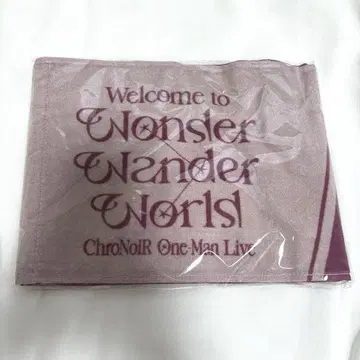 Welcome to
Wonder
Wander
World
ChroNoiR One-Man Live